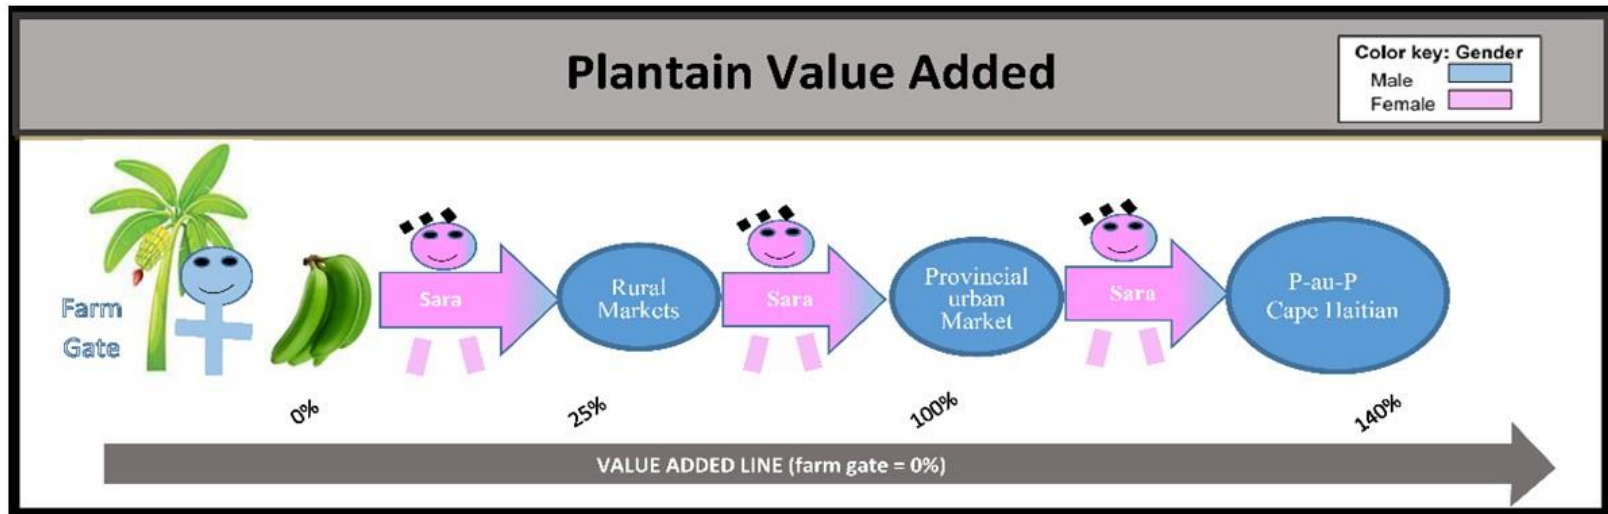 Plantain Value Added
Color key: Gender
Male
Female
Farm
Gate
Sara
Rural
Markets
Sara
Provincial
urban
Market
Sara
P-au-P
Cape Haitian
0%
25%
100%
140%
VALUE ADDED LINE (farm gate = 0%)